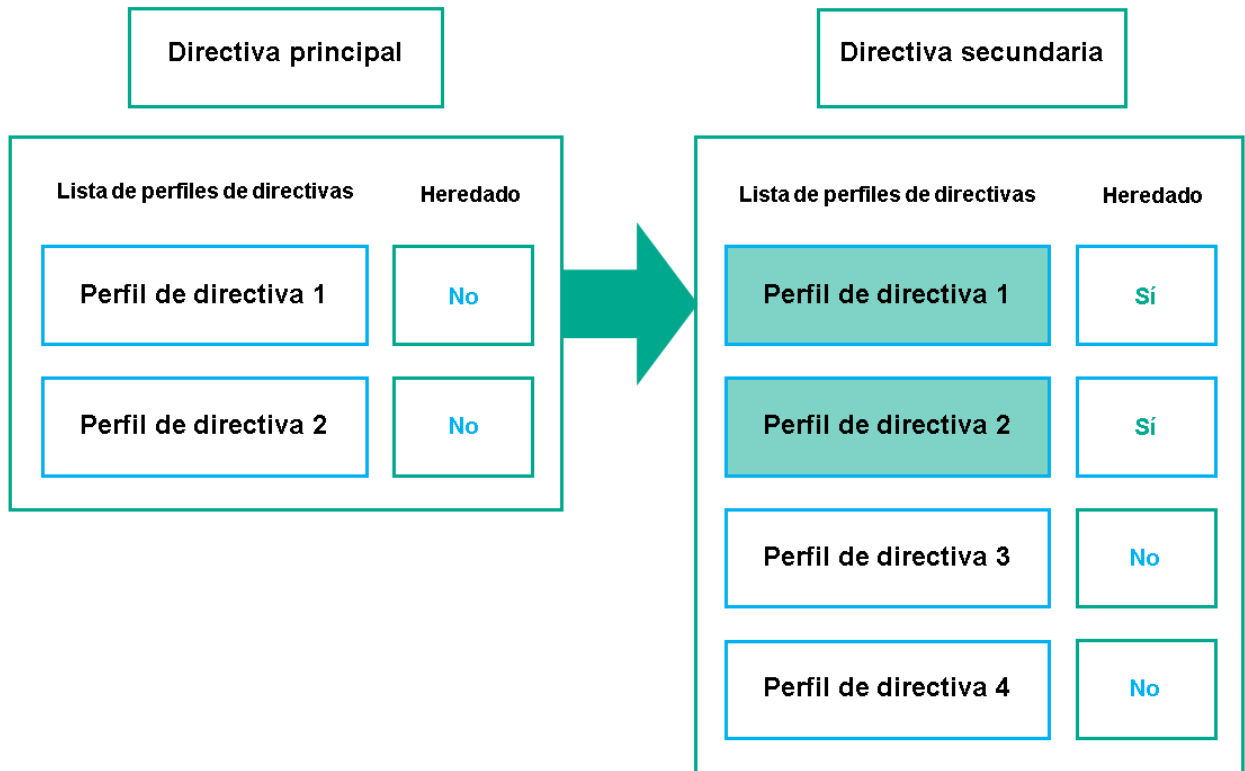 Directiva principal
Lista de perfiles de directivas
Heredado
Perfil de directiva 1
No
Perfil de directiva 2
No
Directiva secundaria
Lista de perfiles de directivas
Heredado
Perfil de directiva 1
Sí
Perfil de directiva 2
Sí
Perfil de directiva 3
No
Perfil de directiva 4
No